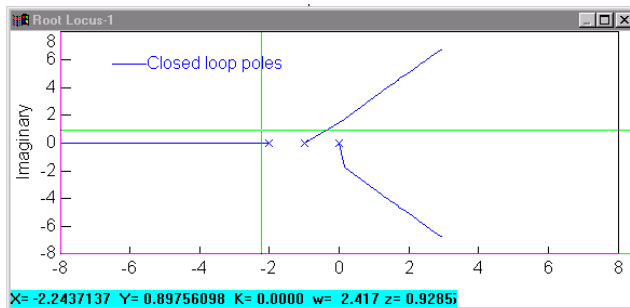 Root Locus-1
8
6
Closed loop poles
4
2
0
-2
-4
-6
-8
Imaginary
-8 -6 -4 -2 0 2 4 6 8
X= -2.2437137 Y= 0.89756098 K= 0.0000 w= 2.417 z= 0.9285